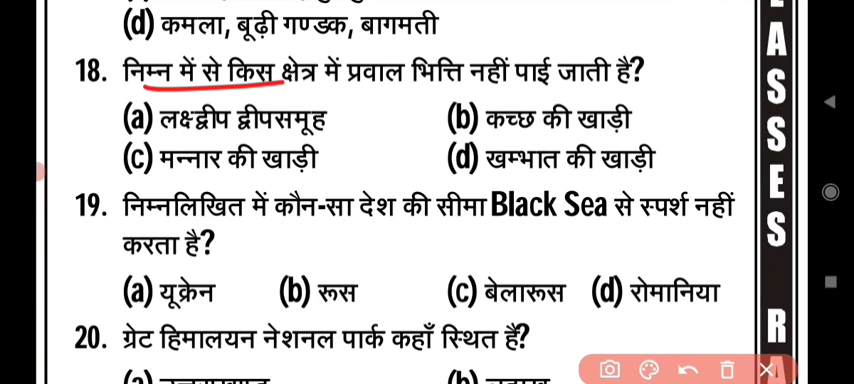 (d) कमला, बूढ़ी गण्डक, बागमती
18. निम्न में से किस क्षेत्र में प्रवाल भित्ति नहीं पाई जाती है?
(a) लक्षद्वीप द्वीपसमूह (b) कच्छ की खाड़ी
(c) मन्नार की खाड़ी (d) खम्भात की खाड़ी
19. निम्नलिखित में कौन-सा देश की सीमा Black Sea से स्पर्श नहीं
करता है?
(a) यूक्रेन (b) रूस (c) बेलारूस (d) रोमानिया
20. ग्रेट हिमालयन नेशनल पार्क कहाँ स्थित हैं?
(a) (b)
A
S
S
E
S
R